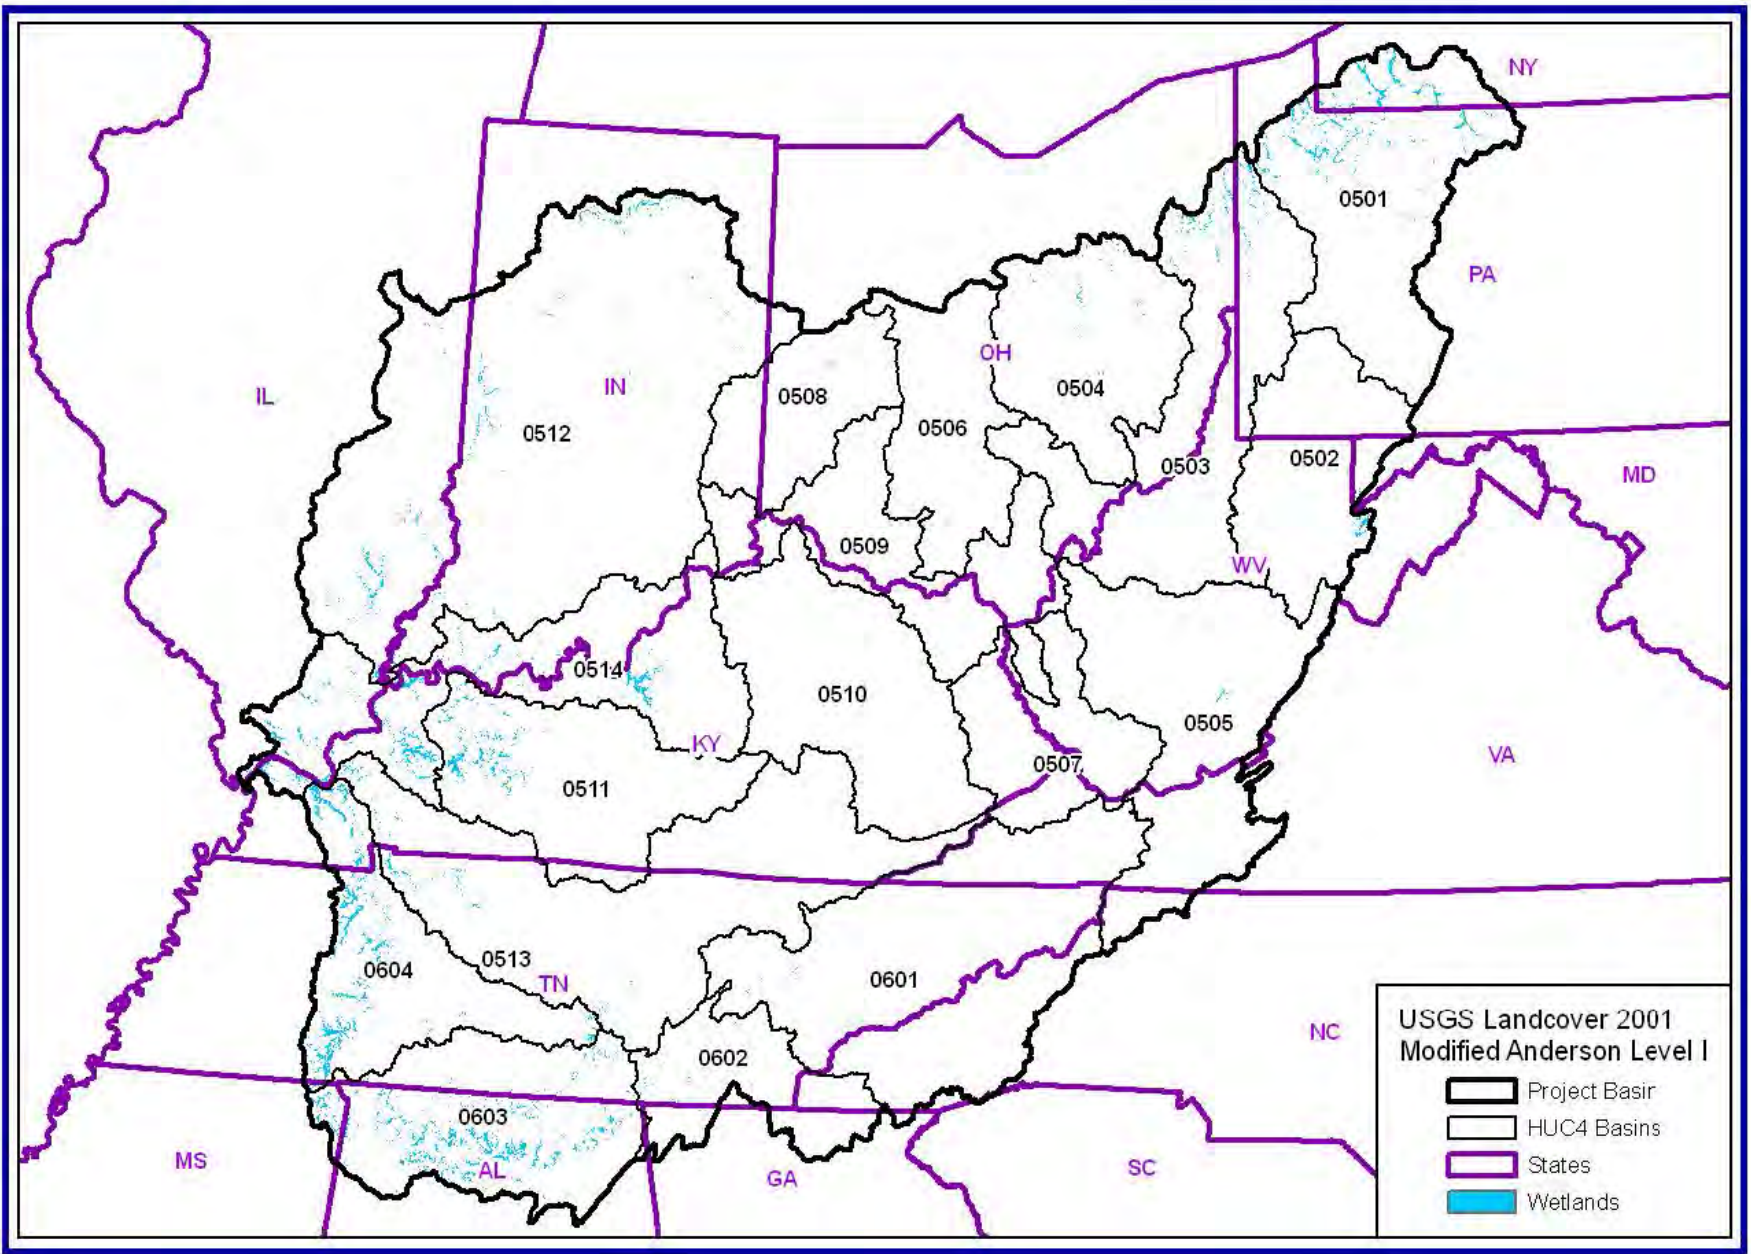 NY
0501
PA
OH
IN
IL
0508
0504
0506
0512
0502
0503
MD
0509
WV
0514
0510
0505
KY
VA
0507
0511
0513
0604
TN
0601
NC
0602
0603
MS
AL
GA
SC
USGS Landcover 2001
Modified Anderson Level I
Project Basin
HUC4 Basins
States
Wetlands